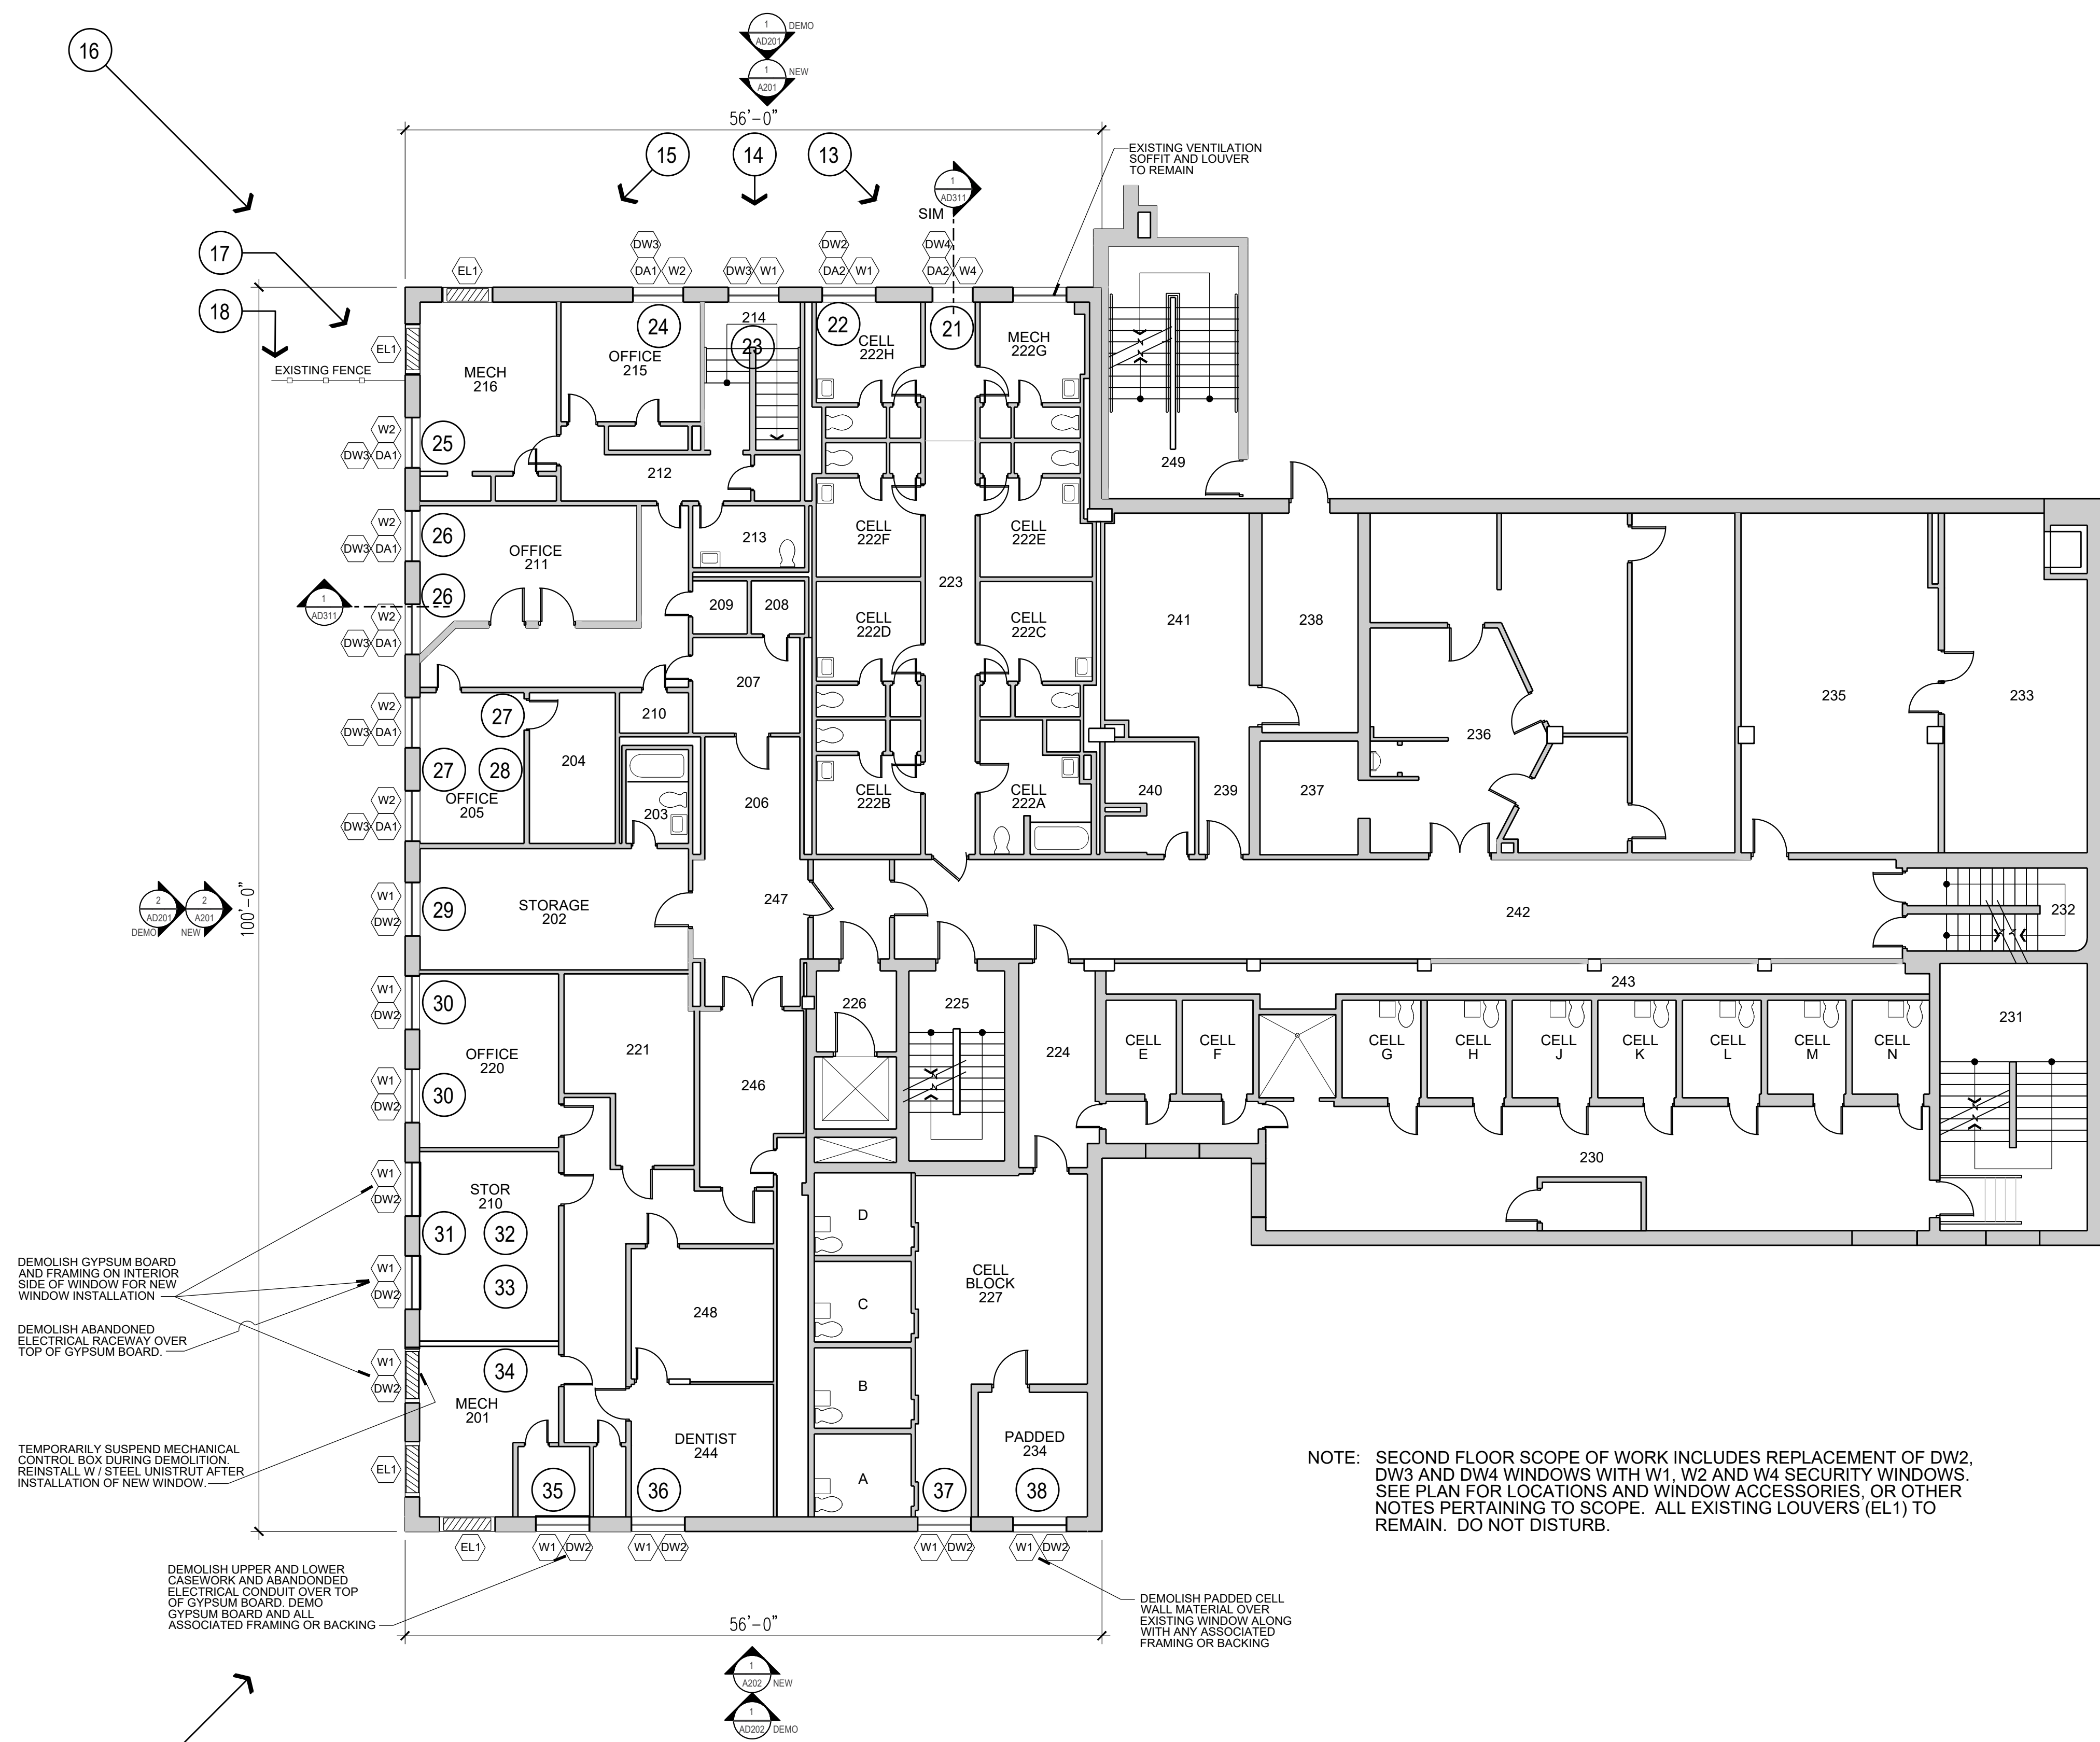 16
1
AD201
DEMO
1
A201
NEW
56'-0"
15
14
13
1
AD311
SIM
EXISTING VENTILATION
SOFFIT AND LOUVER
TO REMAIN
17
18
EXISTING FENCE
EL1
DW3
DA1
W2
DW3
W1
DW2
DA2
W1
DW4
DA2
W4
EL1
MECH
216
24
OFFICE
215
214
23
22
CELL
222H
21
MECH
222G
249
W2
DW3
DA1
25
212
W2
DW3
DA1
26
OFFICE
211
213
CELL
222F
CELL
222E
223
26
1
AD311
W2
DW3
DA1
209
208
CELL
222D
CELL
222C
241
238
207
235
233
W2
DW3
DA1
27
210
236
27
28
204
OFFICE
205
W2
DW3
DA1
203
206
CELL
222B
CELL
222A
240
239
237
2
AD201
DEMO
2
A201
NEW
100'-0"
W1
DW2
29
STORAGE
202
247
242
232
W1
DW2
30
226
225
243
231
OFFICE
220
221
224
CELL
E
CELL
F
CELL
G
CELL
H
CELL
J
CELL
K
CELL
L
CELL
M
CELL
N
W1
DW2
30
246
230
W1
DW2
STOR
210
31
32
33
D
C
B
A
CELL
BLOCK
227
248
DEMOLISH GYPSUM BOARD
AND FRAMING ON INTERIOR
SIDE OF WINDOW FOR NEW
WINDOW INSTALLATION
W1
DW2
DEMOLISH ABANDONED
ELECTRICAL RACEWAY OVER
TOP OF GYPSUM BOARD.
W1
DW2
34
MECH
201
DENTIST
244
PADDED
234
TEMPORARILY SUSPEND MECHANICAL
CONTROL BOX DURING DEMOLITION.
REINSTALL W / STEEL UNISTRUT AFTER
INSTALLATION OF NEW WINDOW.
EL1
35
36
37
38
EL1
W1
DW2
W1
DW2
W1
DW2
W1
DW2
NOTE: SECOND FLOOR SCOPE OF WORK INCLUDES REPLACEMENT OF DW2,
DW3 AND DW4 WINDOWS WITH W1, W2 AND W4 SECURITY WINDOWS.
SEE PLAN FOR LOCATIONS AND WINDOW ACCESSORIES, OR OTHER
NOTES PERTAINING TO SCOPE. ALL EXISTING LOUVERS (EL1) TO
REMAIN. DO NOT DISTURB.
DEMOLISH UPPER AND LOWER
CASEWORK AND ABANDONDED
ELECTRICAL CONDUIT OVER TOP
OF GYPSUM BOARD. DEMO
GYPSUM BOARD AND ALL
ASSOCIATED FRAMING OR BACKING
DEMOLISH PADDED CELL
WALL MATERIAL OVER
EXISTING WINDOW ALONG
WITH ANY ASSOCIATED
FRAMING OR BACKING
56'-0"
1
A202
NEW
1
AD202
DEMO